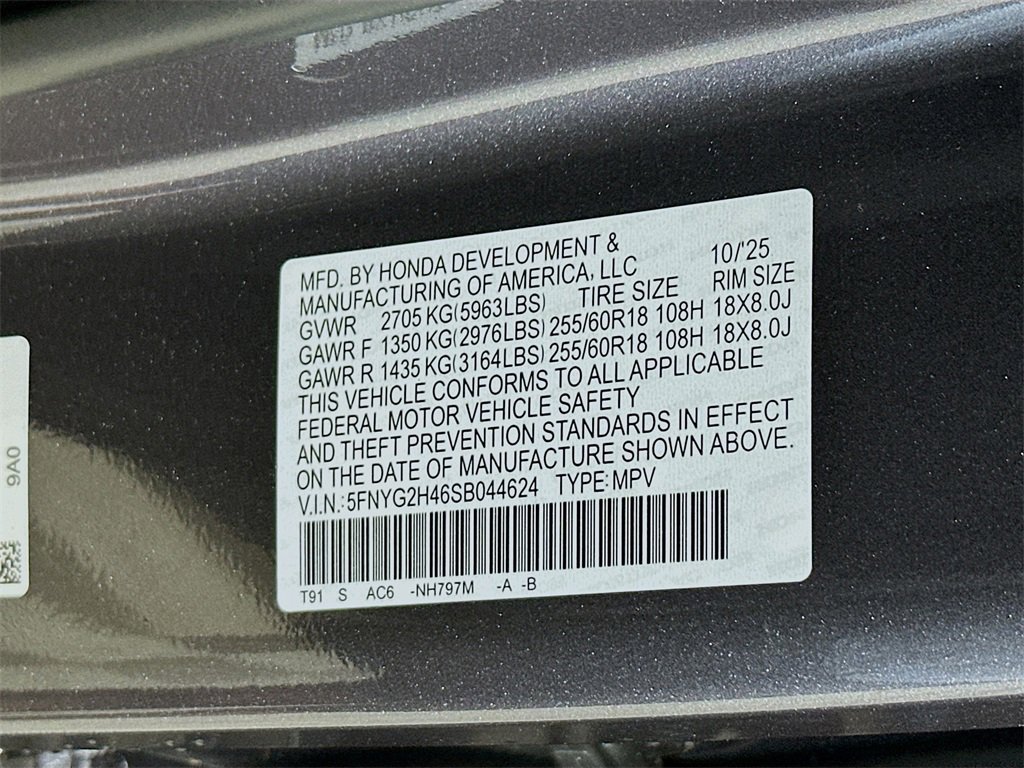 MFD. BY HONDA DEVELOPMENT & 10/'25
MANUFACTURING OF AMERICA, LLC
GVWR 2705 KG(5963LBS) TIRE SIZE RIM SIZE
GAWR F 1350 KG(2976LBS) 255/60R18 108H 18X8.0J
GAWR R 1435 KG(3164LBS) 255/60R18 108H 18X8.0J
THIS VEHICLE CONFORMS TO ALL APPLICABLE
FEDERAL MOTOR VEHICLE SAFETY
AND THEFT PREVENTION STANDARDS IN EFFECT
ON THE DATE OF MANUFACTURE SHOWN ABOVE.
V.I.N.: 5FNYG2H46SB044624 TYPE: MPV
T91 S AC6 -NH797M -A -B
9A0